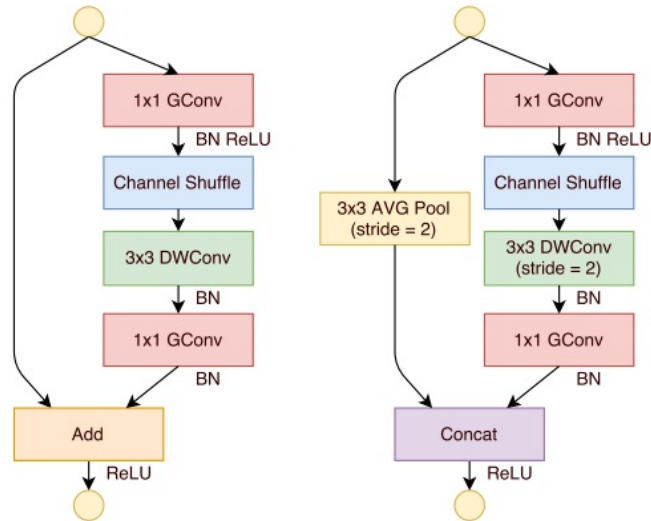 1x1 GConv
BN ReLU
Channel Shuffle
3x3 DWConv
BN
1x1 GConv
BN
Add
ReLU
1x1 GConv
BN ReLU
Channel Shuffle
3x3 AVG Pool
(stride = 2)
3x3 DWConv
(stride = 2)
BN
1x1 GConv
BN
Concat
ReLU